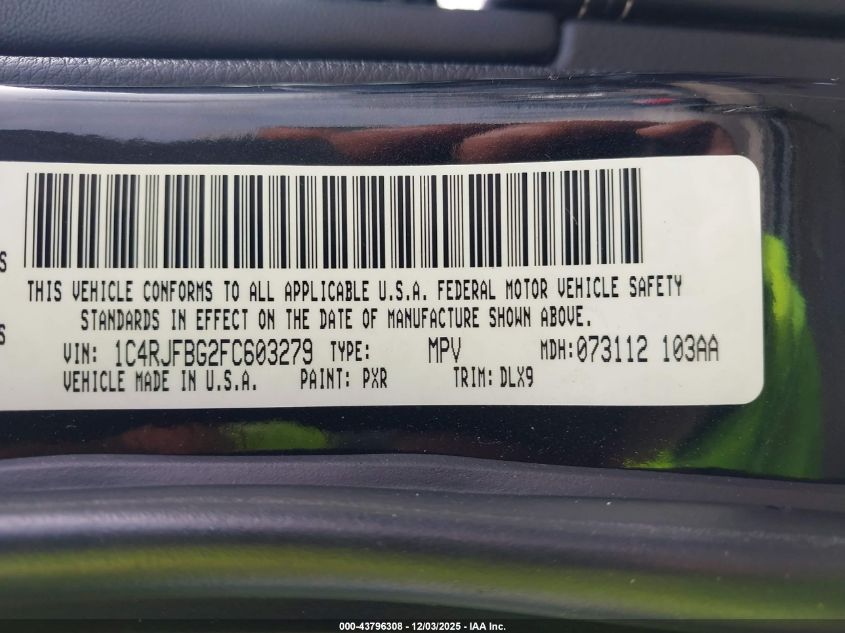 S
THIS VEHICLE CONFORMS TO ALL APPLICABLE U.S.A. FEDERAL MOTOR VEHICLE SAFETY
STANDARDS IN EFFECT ON THE DATE OF MANUFACTURE SHOWN ABOVE.
S
VIN: 1C4RJFBG2FC603279 TYPE: MPV MDH:073112 103AA
VEHICLE MADE IN U.S.A. PAINT: PXR TRIM: DLX9
000-43796308 - 12/03/2025 - IAA Inc.